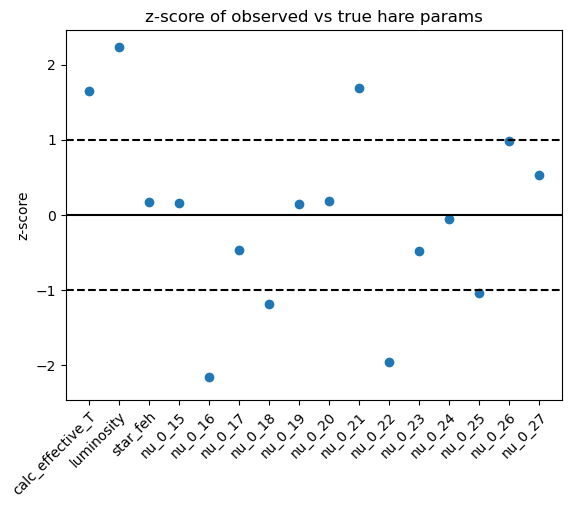 z-score of observed vs true hare params
z-score
2
1
0
−1
−2
calc_effective_T
luminosity
star_feh
nu_0_15
nu_0_16
nu_0_17
nu_0_18
nu_0_19
nu_0_20
nu_0_21
nu_0_22
nu_0_23
nu_0_24
nu_0_25
nu_0_26
nu_0_27